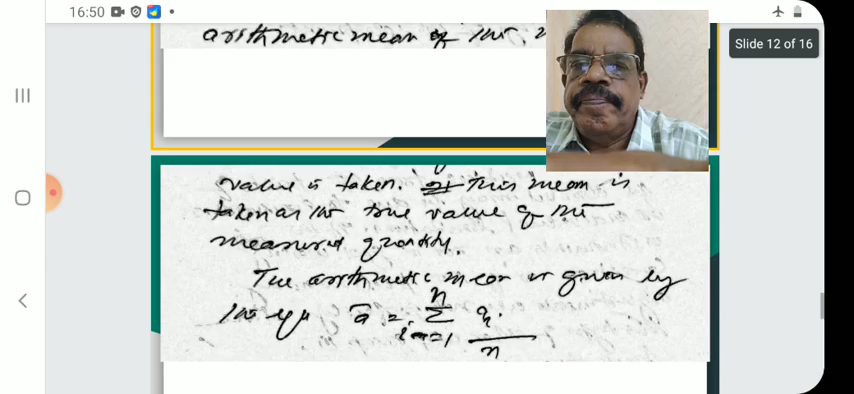 16:50
Slide 12 of 16
arithmetic mean of the
value is taken. This mean is
taken as the true value of the
measured quantity.
The arithmetic mean is given by
the eqn ā = n Σ i=1 aᵢ / n